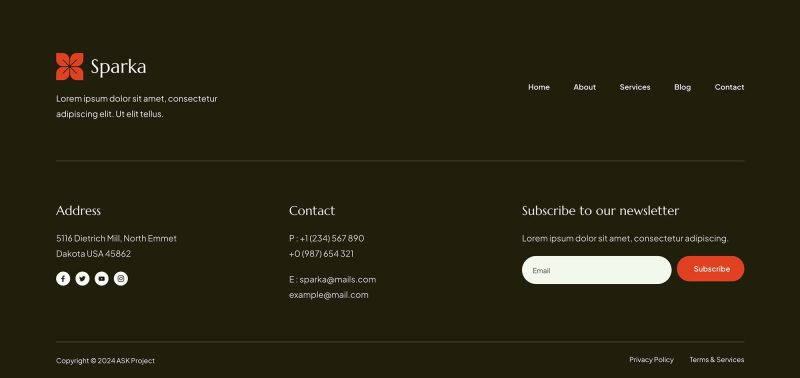 Sparka
Lorem ipsum dolor sit amet, consectetur
adipiscing elit. Ut elit tellus.
Home About Services Blog Contact
Address
5116 Dietrich Mill, North Emmet
Dakota USA 45862
Contact
P : +1 (234) 567 890
+0 (987) 654 321
E : sparka@mails.com
example@mail.com
Subscribe to our newsletter
Lorem ipsum dolor sit amet, consectetur adipiscing.
Email
Subscribe
Copyright © 2024 ASK Project
Privacy Policy Terms & Services